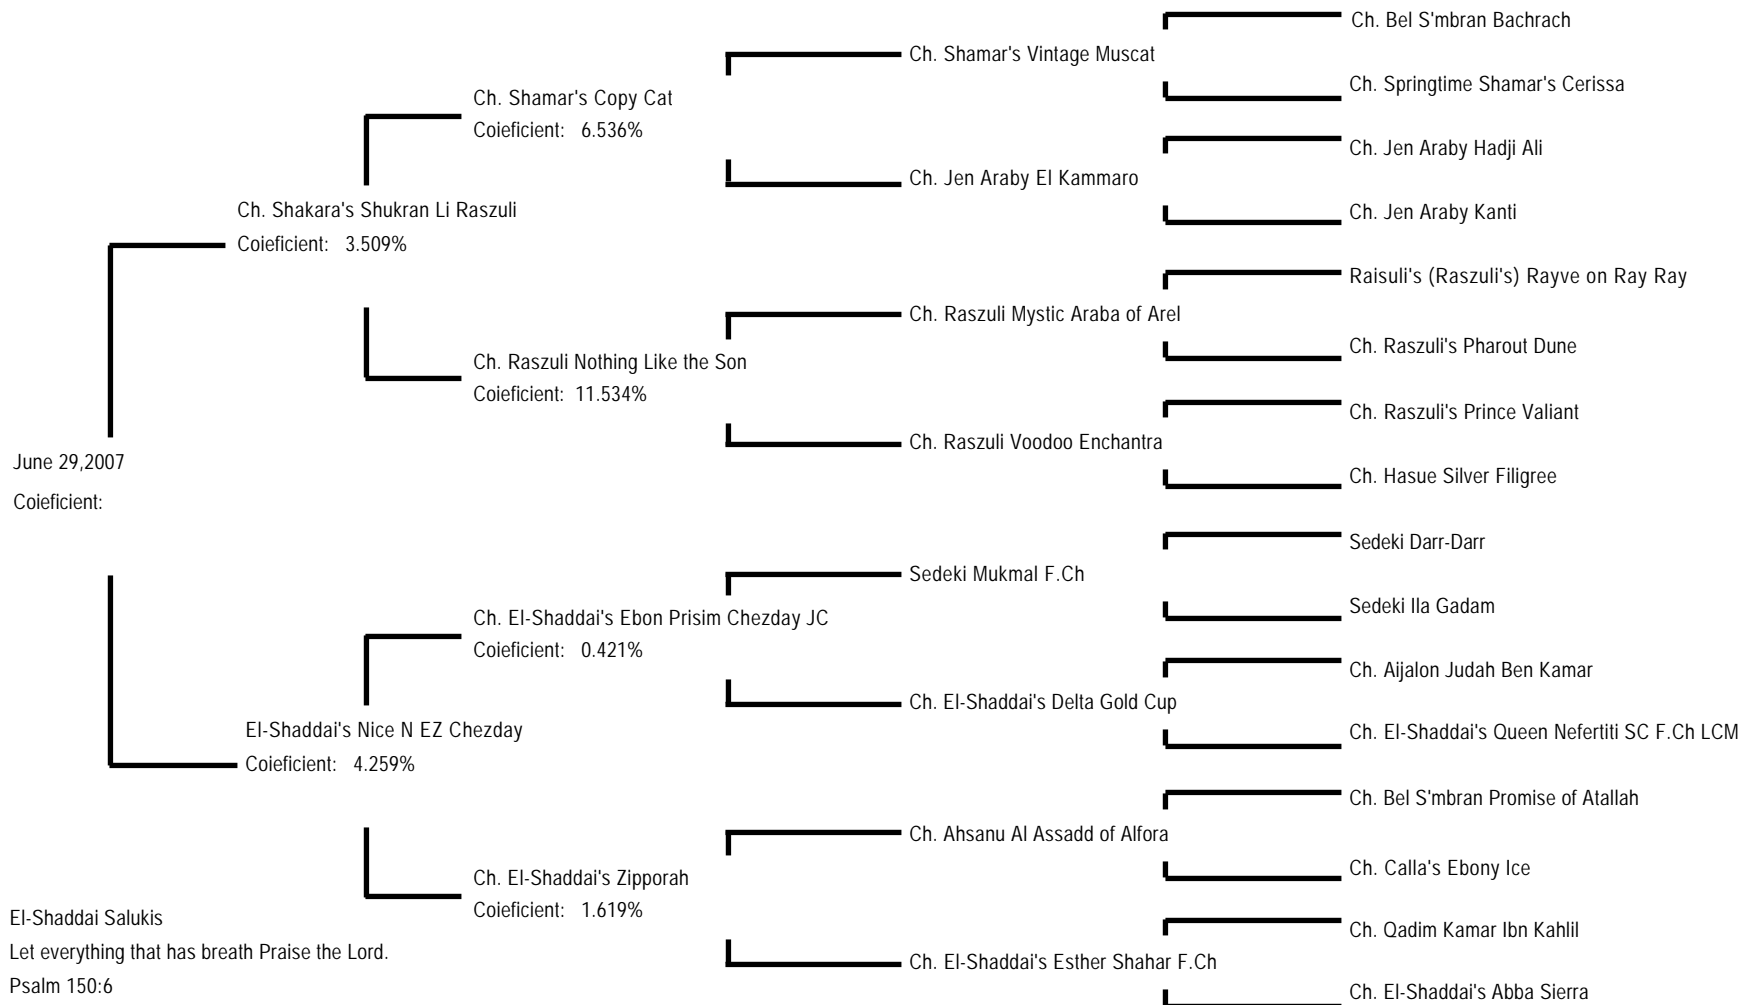 Ch. Bel S'mbran Bachrach
Ch. Shamar's Vintage Muscat
Ch. Springtime Shamar's Cerissa
Ch. Shamar's Copy Cat
Coieficient: 6.536%
Ch. Jen Araby Hadji Ali
Ch. Jen Araby El Kammaro
Ch. Jen Araby Kanti
Ch. Shakara's Shukran Li Raszuli
Coieficient: 3.509%
Raisuli's (Raszuli's) Rayve on Ray Ray
Ch. Raszuli Mystic Araba of Arel
Ch. Raszuli's Pharout Dune
Ch. Raszuli Nothing Like the Son
Coieficient: 11.534%
Ch. Raszuli's Prince Valiant
Ch. Raszuli Voodoo Enchantra
Ch. Hasue Silver Filigree
June 29,2007
Coieficient:
Sedeki Darr-Darr
Sedeki Mukmal F.Ch
Sedeki Ila Gadam
Ch. El-Shaddai's Ebon Prisim Chezday JC
Coieficient: 0.421%
Ch. Aijalon Judah Ben Kamar
Ch. El-Shaddai's Delta Gold Cup
Ch. El-Shaddai's Queen Nefertiti SC F.Ch LCM
El-Shaddai's Nice N EZ Chezday
Coieficient: 4.259%
Ch. Bel S'mbran Promise of Atallah
Ch. Ahsanu Al Assadd of Alfora
Ch. Calla's Ebony Ice
Ch. El-Shaddai's Zipporah
Coieficient: 1.619%
Ch. Qadim Kamar Ibn Kahlil
Ch. El-Shaddai's Esther Shahar F.Ch
Ch. El-Shaddai's Abba Sierra
El-Shaddai Salukis
Let everything that has breath Praise the Lord.
Psalm 150:6